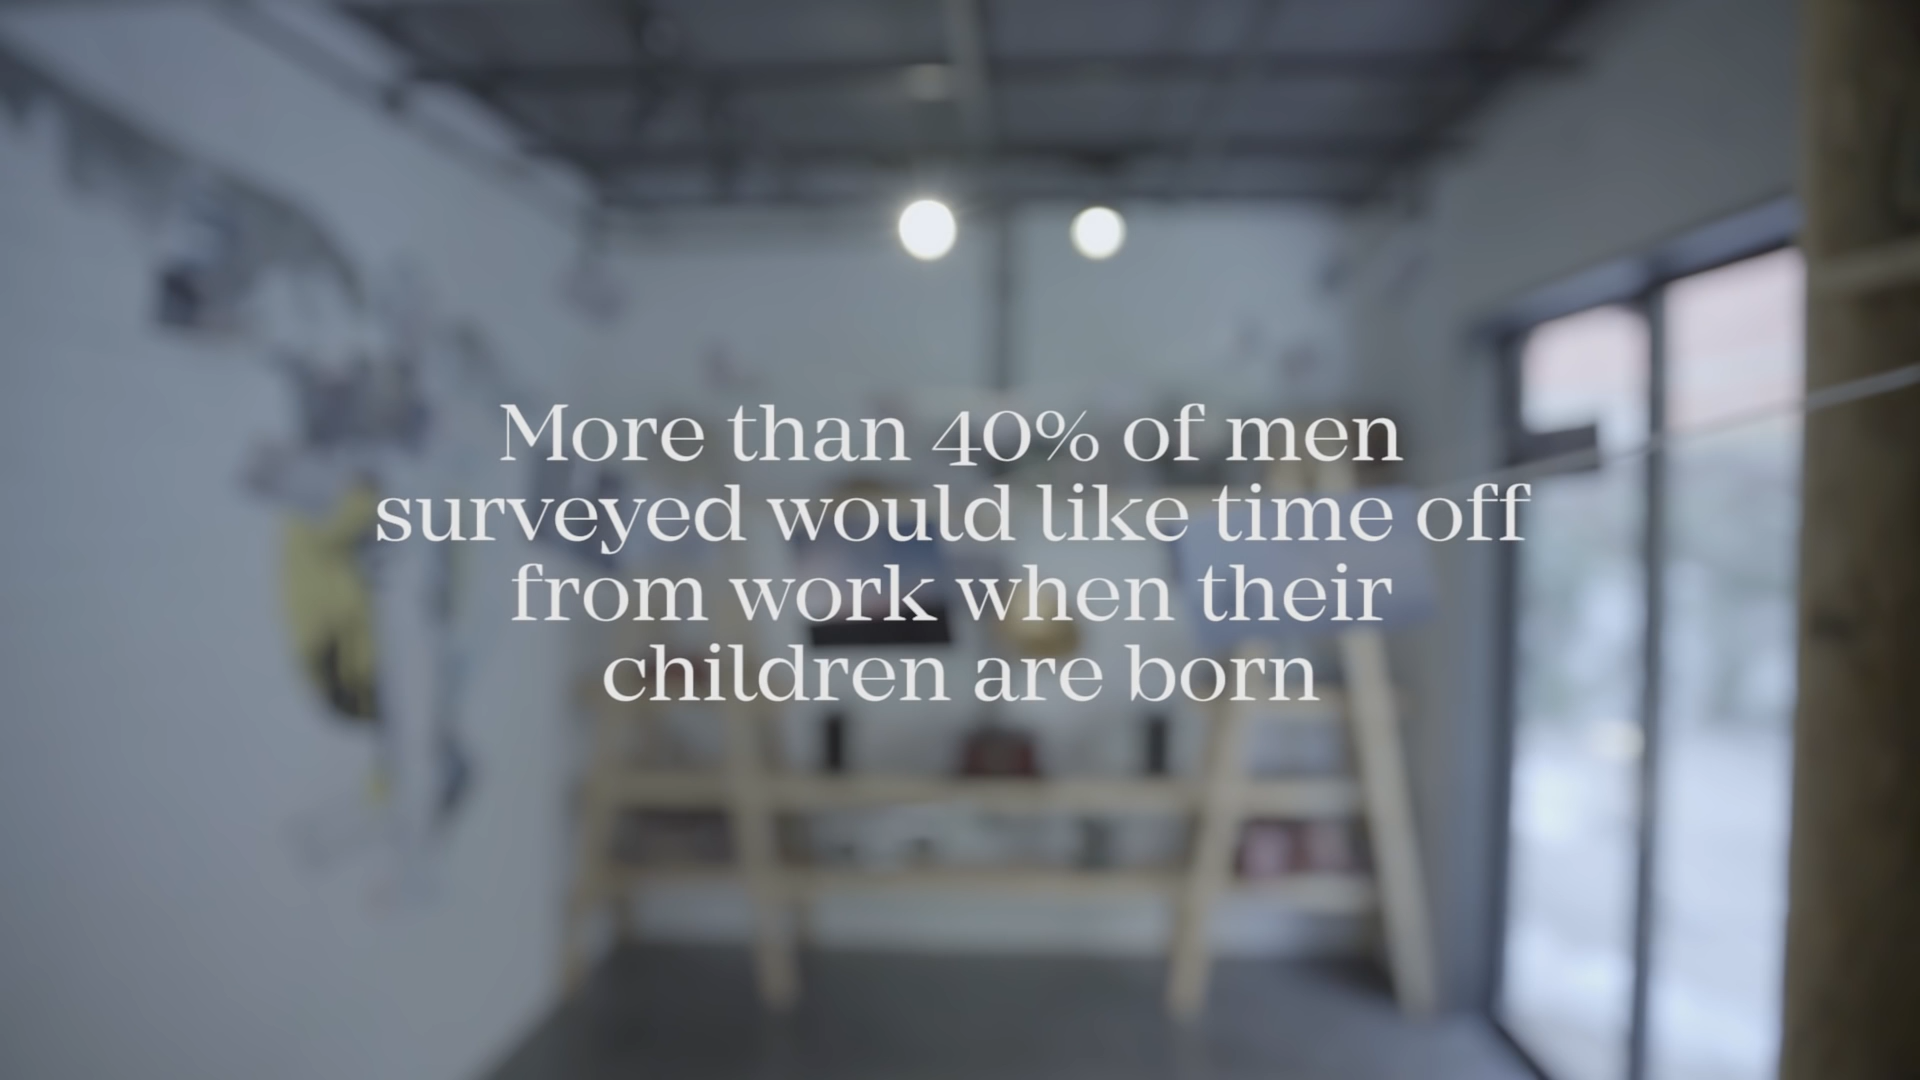 More than 40% of men
surveyed would like time off
from work when their
children are born